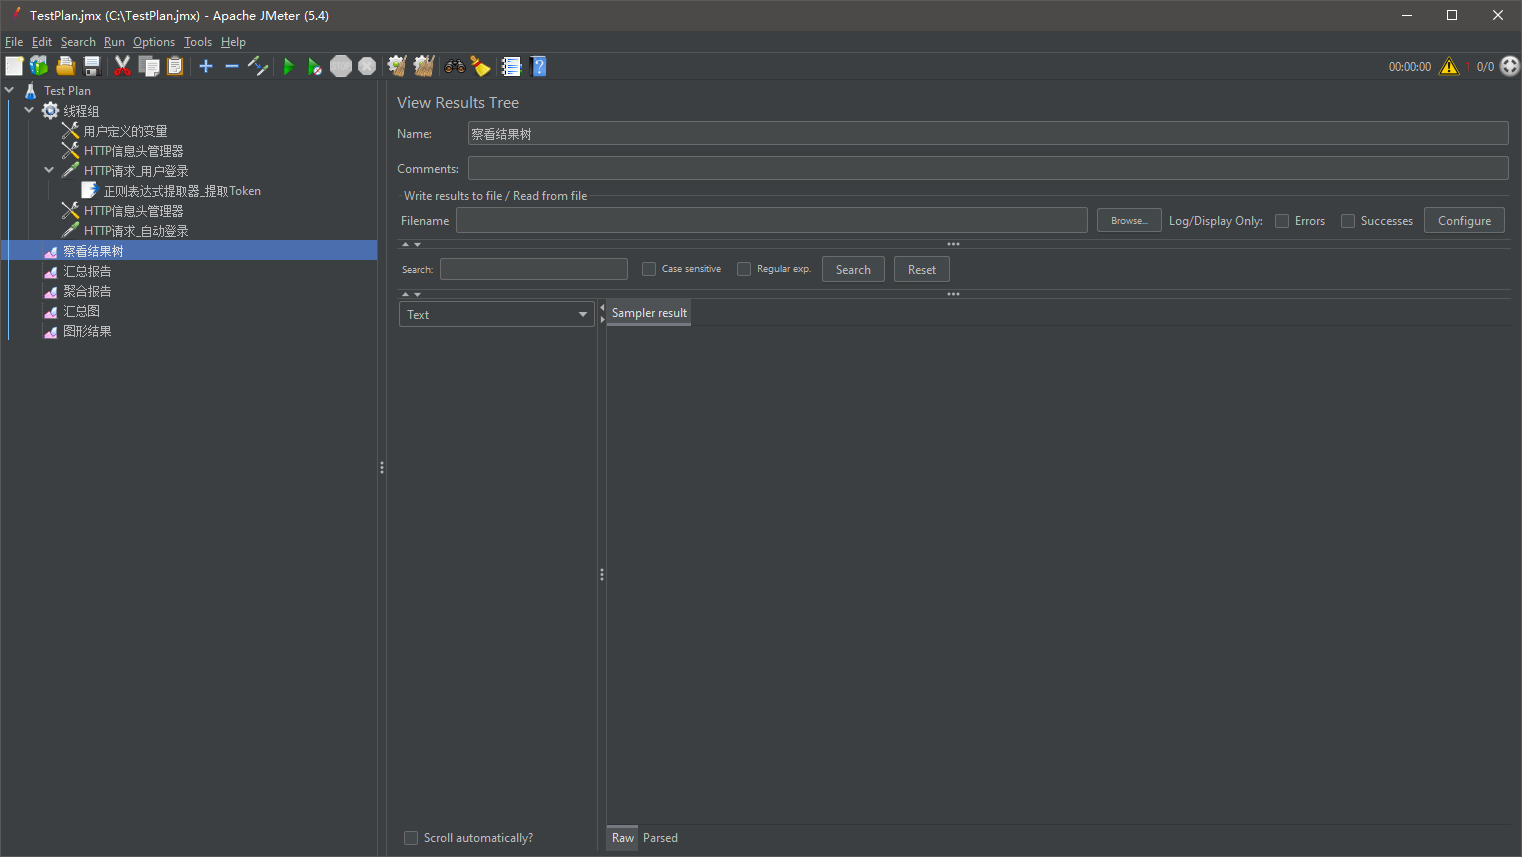 TestPlan.jmx (C:\TestPlan.jmx) - Apache JMeter (5.4)
File Edit Search Run Options Tools Help
STOP
00:00:00 1 0/0
Test Plan
线程组
用户定义的变量
HTTP信息头管理器
HTTP请求_用户登录
正则表达式提取器_提取Token
HTTP信息头管理器
HTTP请求_自动登录
察看结果树
汇总报告
聚合报告
汇总图
图形结果
View Results Tree
Name: 察看结果树
Comments:
Write results to file / Read from file
Filename Browse... Log/Display Only: Errors Successes Configure
Search: Case sensitive Regular exp. Search Reset
Text Sampler result
Scroll automatically? Raw Parsed